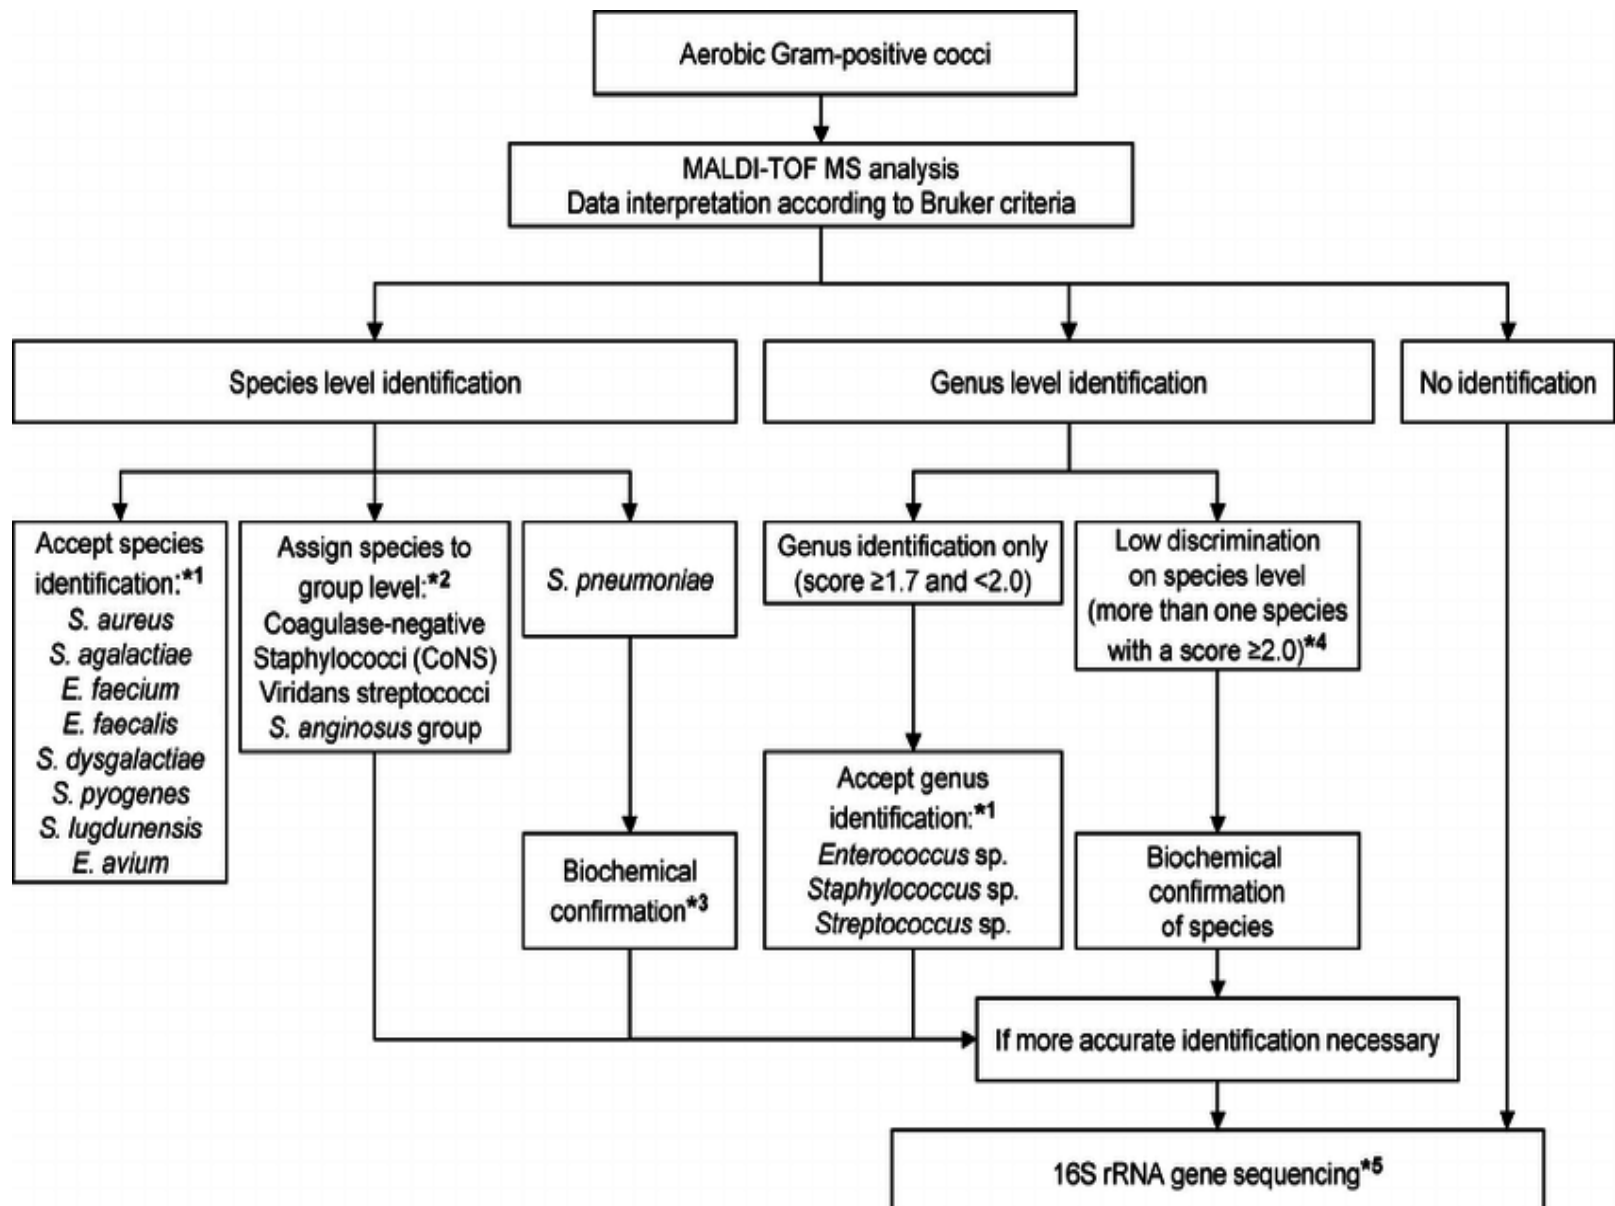 Aerobic Gram-positive cocci
MALDI-TOF MS analysis
Data interpretation according to Bruker criteria
Species level identification
Genus level identification
No identification
Accept species
identification:*1
S. aureus
S. agalactiae
E. faecium
E. faecalis
S. dysgalactiae
S. pyogenes
S. lugdunensis
E. avium
Assign species to
group level:*2
Coagulase-negative
Staphylococci (CoNS)
Viridans streptococci
S. anginosus group
S. pneumoniae
Biochemical
confirmation*3
Genus identification only
(score ≥1.7 and <2.0)
Accept genus
identification:*1
Enterococcus sp.
Staphylococcus sp.
Streptococcus sp.
Low discrimination
on species level
(more than one species
with a score ≥2.0)*4
Biochemical
confirmation
of species
If more accurate identification necessary
16S rRNA gene sequencing*5